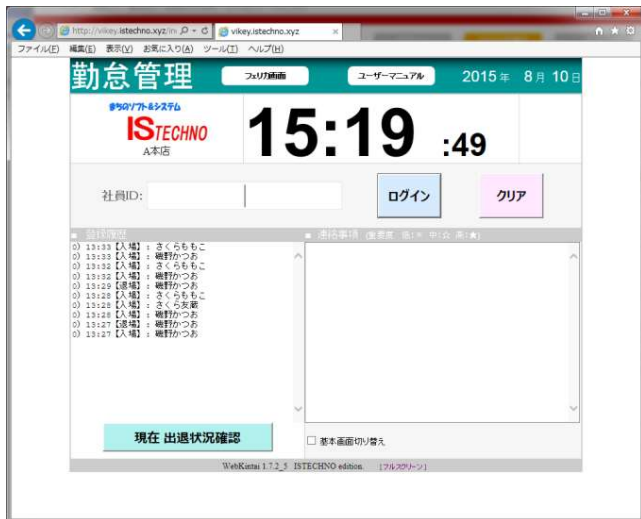 http://vikey.istechno.xyz/in
vikey.istechno.xyz
ファイル(F) 編集(E) 表示(V) お気に入り(A) ツール(T) ヘルプ(H)
勤怠管理
フェリカ画面
ユーザーマニュアル
2015年 8月 10日
まちのソフト&システム
ISTECHNO
A本店
15:19 :49
社員ID:
ログイン
クリア
■ 登録履歴
■ 連絡事項
0) 13:33【入場】: さくらももこ
0) 13:33【入場】: 磯野かつお
0) 13:32【入場】: さくらももこ
0) 13:32【入場】: 磯野かつお
0) 13:29【退場】: 磯野かつお
0) 13:28【入場】: さくらももこ
0) 13:28【入場】: さくら友蔵
0) 13:28【入場】: 磯野かつお
0) 13:27【退場】: 磯野かつお
0) 13:27【入場】: 磯野かつお
現在 出退状況確認
基本画面切り替え
WebKintai 1.7.2_5 ISTECHNO edition. [フルスクリーン]